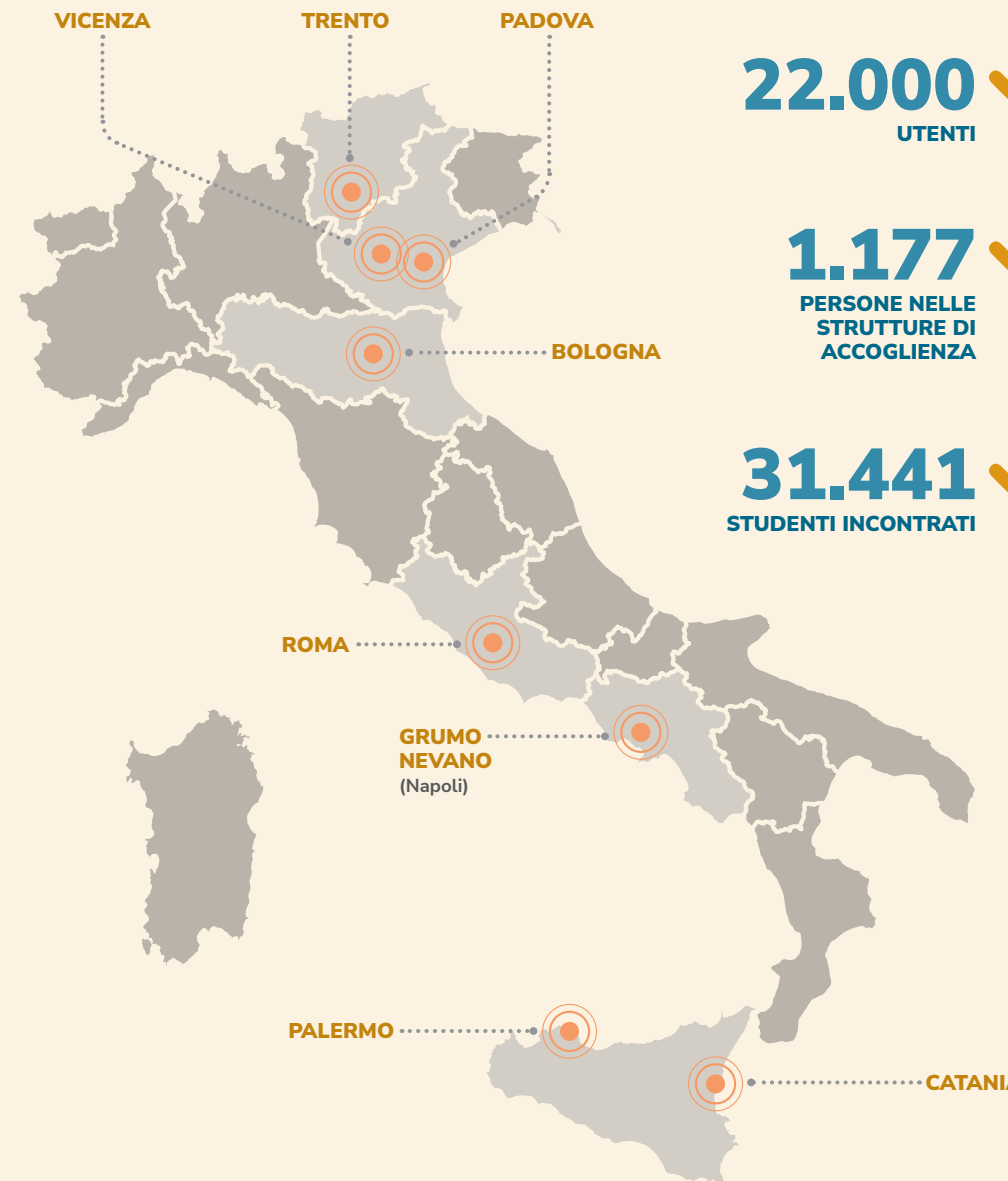 VICENZA
TRENTO
PADOVA
22.000
UTENTI
1.177
PERSONE NELLE
STRUTTURE DI
ACCOGLIENZA
BOLOGNA
31.441
STUDENTI INCONTRATI
ROMA
GRUMO
NEVANO
(Napoli)
PALERMO
CATANIA